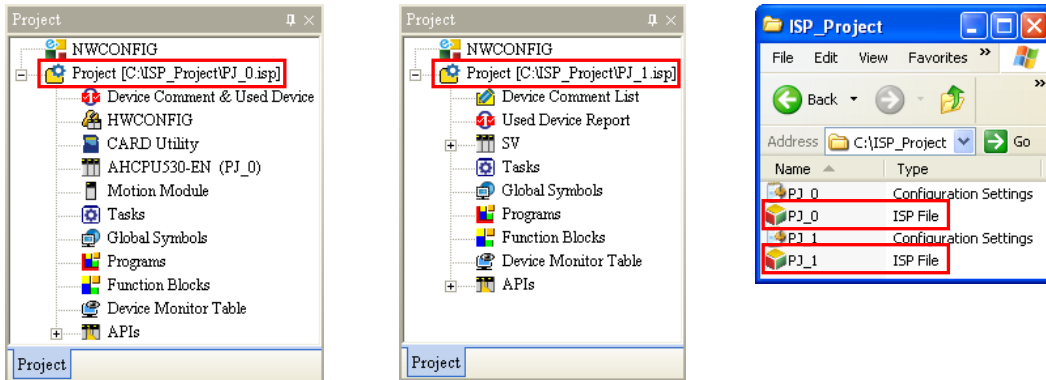 Project
NWCONFIG
Project [C:\ISP_Project\PJ_0.isp]
Device Comment & Used Device
HWCONFIG
CARD Utility
AHCPU530-EN (PJ_0)
Motion Module
Tasks
Global Symbols
Programs
Function Blocks
Device Monitor Table
APIs
Project
Project
NWCONFIG
Project [C:\ISP_Project\PJ_1.isp]
Device Comment List
Used Device Report
SV
Tasks
Global Symbols
Programs
Function Blocks
Device Monitor Table
APIs
Project
ISP_Project
File Edit View Favorites »
Back »
Address C:\ISP_Project Go
Name Type
PJ_0 Configuration Settings
PJ_0 ISP File
PJ_1 Configuration Settings
PJ_1 ISP File